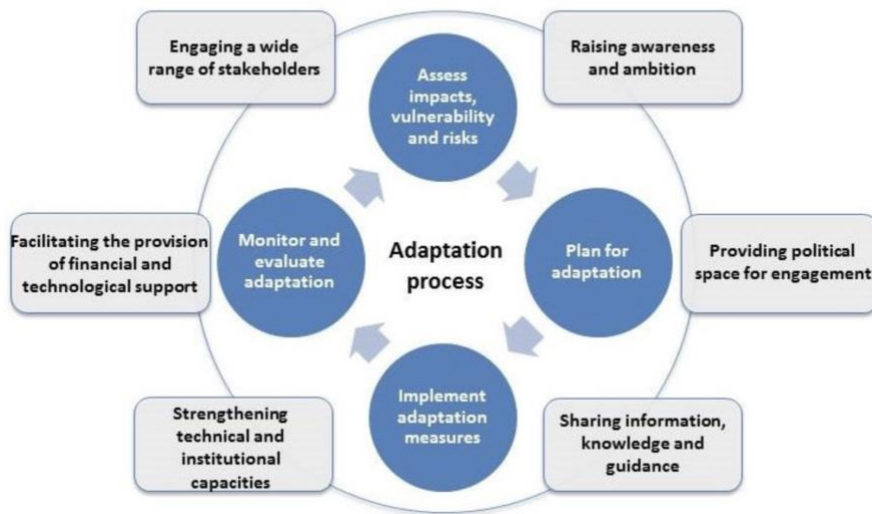 Engaging a wide
range of stakeholders
Assess
impacts,
vulnerability
and risks
Raising awareness
and ambition
Facilitating the provision
of financial and
technological support
Monitor and
evaluate
adaptation
Adaptation
process
Plan for
adaptation
Providing political
space for engagement
Strengthening
technical and
institutional
capacities
Implement
adaptation
measures
Sharing information,
knowledge and
guidance